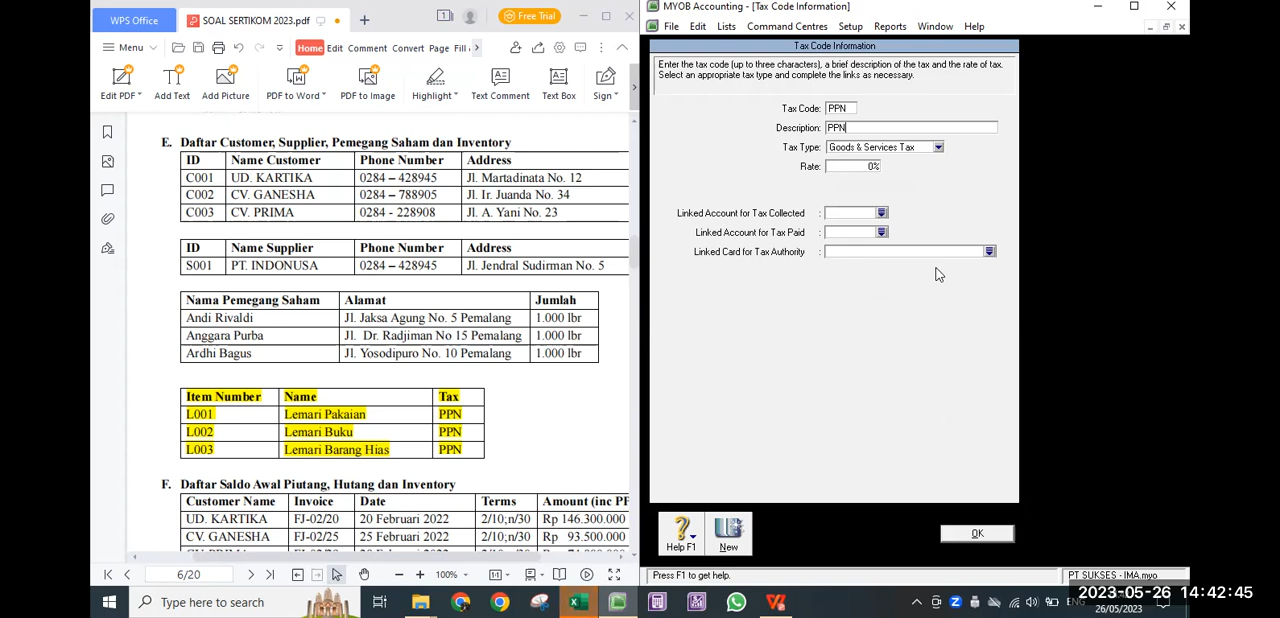 WPS Office
SOAL SERTIKOM 2023.pdf
Free Trial
Menu
Home Edit Comment Convert Page Fill
Edit PDF Add Text Add Picture PDF to Word PDF to Image Highlight Text Comment Text Box Sign
E. Daftar Customer, Supplier, Pemegang Saham dan Inventory
ID Name Customer Phone Number Address
C001 UD. KARTIKA 0284 – 428945 Jl. Martadinata No. 12
C002 CV. GANESHA 0284 – 788905 Jl. Ir. Juanda No. 34
C003 CV. PRIMA 0284 - 228908 Jl. A. Yani No. 23
ID Name Supplier Phone Number Address
S001 PT. INDONUSA 0284 – 428945 Jl. Jendral Sudirman No. 5
Nama Pemegang Saham Alamat Jumlah
Andi Rivaldi Jl. Jaksa Agung No. 5 Pemalang 1.000 lbr
Anggara Purba Jl. Dr. Radjiman No 15 Pemalang 1.000 lbr
Ardhi Bagus Jl. Yosodipuro No. 10 Pemalang 1.000 lbr
Item Number Name Tax
L001 Lemari Pakaian PPN
L002 Lemari Buku PPN
L003 Lemari Barang Hias PPN
F. Daftar Saldo Awal Piutang, Hutang dan Inventory
Customer Name Invoice Date Terms Amount (inc PP
UD. KARTIKA FJ-02/20 20 Februari 2022 2/10;n/30 Rp 146.300.000
CV. GANESHA FJ-02/25 25 Februari 2022 2/10;n/30 Rp 93.500.000
6/20
100%
MYOB Accounting - [Tax Code Information]
File Edit Lists Command Centres Setup Reports Window Help
Tax Code Information
Enter the tax code (up to three characters), a brief description of the tax and the rate of tax.
Select an appropriate tax type and complete the links as necessary.
Tax Code: PPN
Description: PPN
Tax Type: Goods & Services Tax
Rate: 0%
Linked Account for Tax Collected :
Linked Account for Tax Paid :
Linked Card for Tax Authority :
Help F1 New OK
Press F1 to get help.
PT SUKSES - IMA.myo
Type here to search
ENG
2023-05-26 14:42:45
26/05/2023